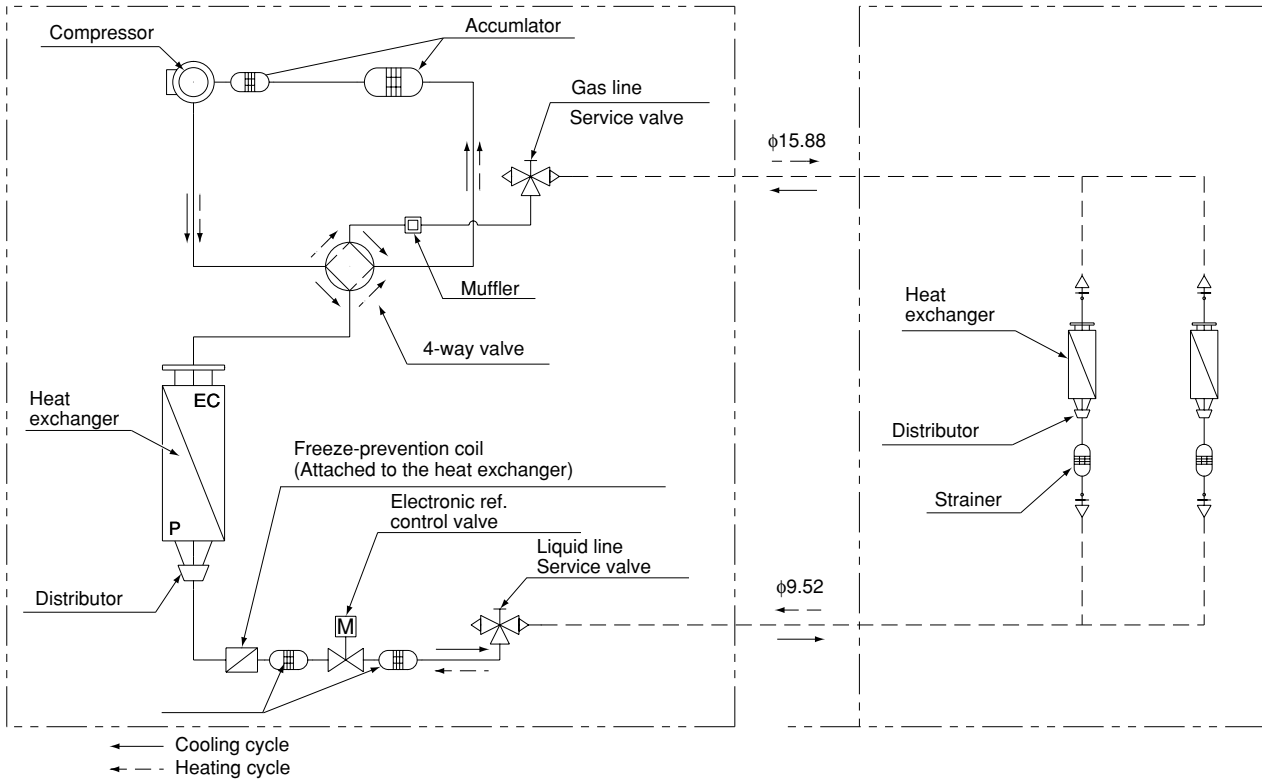 Compressor
Accumlator
Gas line
Service valve
ϕ15.88
Muffler
4-way valve
Heat
exchanger
EC
P
Heat
exchanger
Distributor
Strainer
Freeze-prevention coil
(Attached to the heat exchanger)
Electronic ref.
control valve
Liquid line
Service valve
Distributor
M
ϕ9.52
Cooling cycle
Heating cycle